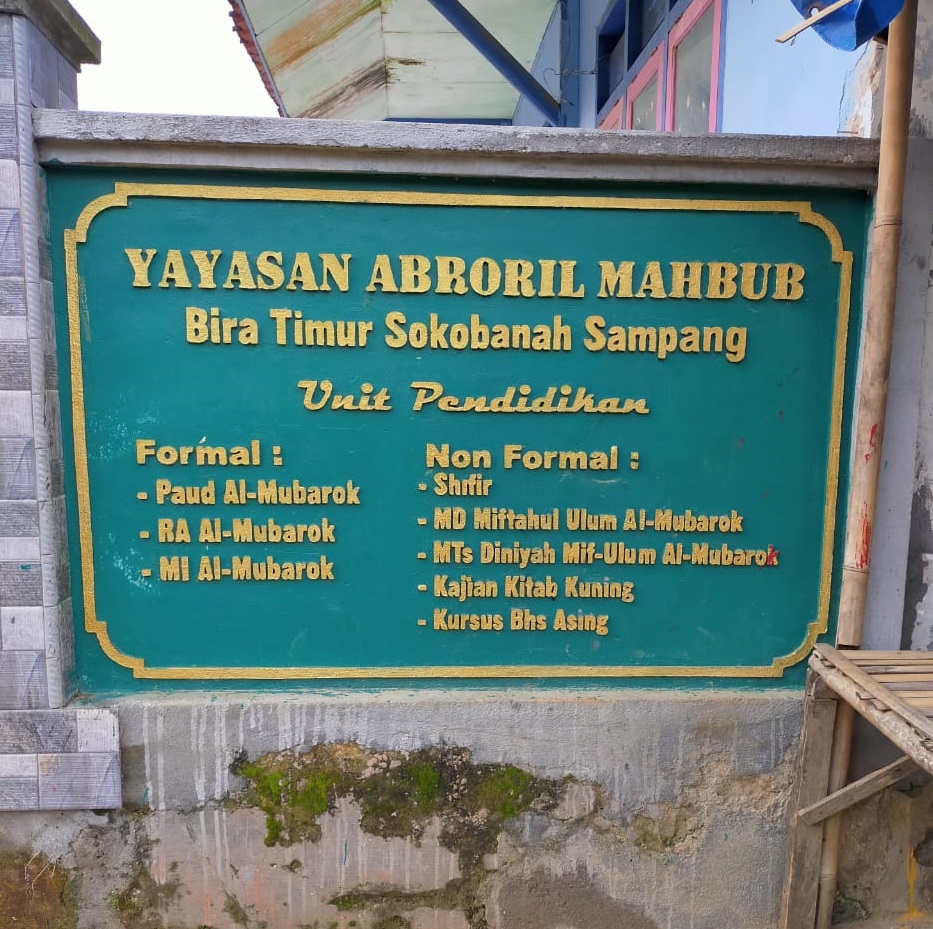 YAYASAN ABRORIL MAHBUB
Bira Timur Sokobanah Sampang
Unit Pendidikan
Formal :
- Paud Al-Mubarok
- RA Al-Mubarok
- MI Al-Mubarok
Non Formal :
- Shifir
- MD Miftahul Ulum Al-Mubarok
- MTs Diniyah Mif-Ulum Al-Mubarok
- Kajian Kitab Kuning
- Kursus Bhs Asing